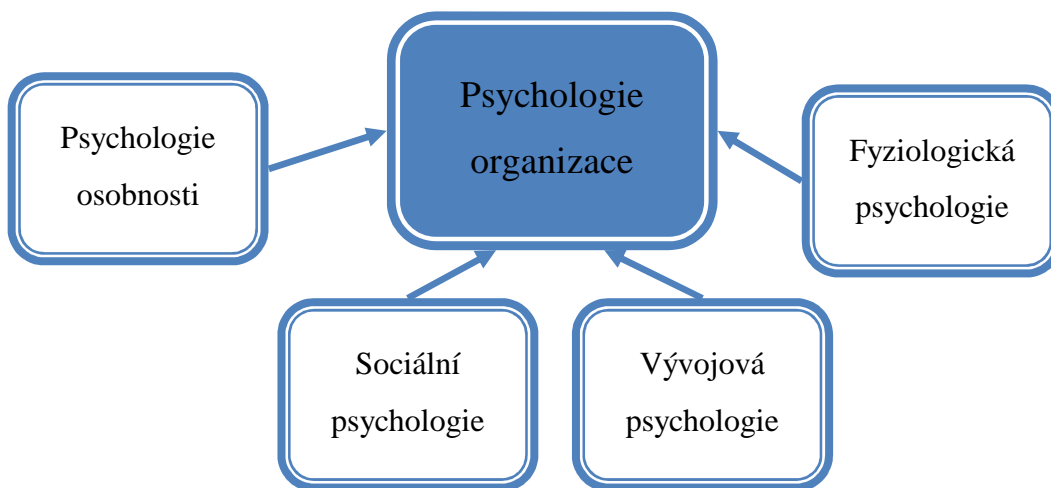 Psychologie
organizace
Psychologie
osobnosti
Fyziologická
psychologie
Sociální
psychologie
Vývojová
psychologie